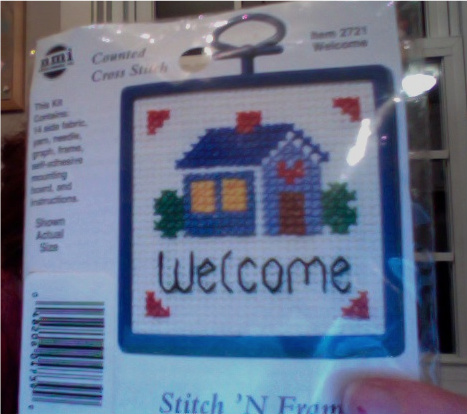 nmi
Counted
Cross Stitch
Item 2721
Welcome
This Kit
Contains:
14 aida fabric,
yarn, needle,
graph, frame,
self-adhesive
mounting
board, and
instructions.
Shown
Actual
Size
Welcome
Stitch 'N Fram